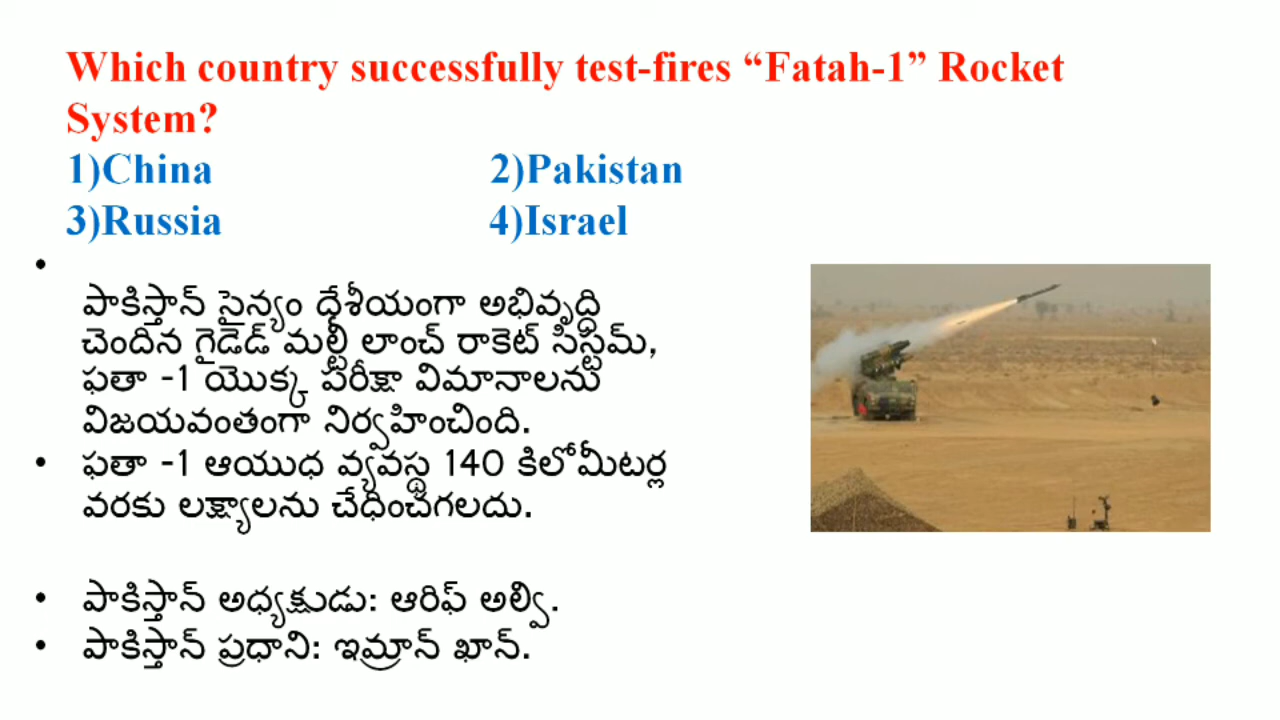 Which country successfully test-fires “Fatah-1” Rocket
System?
1)China 2)Pakistan
3)Russia 4)Israel
•
పాకిస్తాన్ సైన్యం దేశీయంగా అభివృద్ధి
చెందిన గైడెడ్ మల్టీ లాంచ్ రాకెట్ సిస్టమ్,
ఫతా -1 యొక్క పరీక్షా విమానాలను
విజయవంతంగా నిర్వహించింది.
• ఫతా -1 ఆయుధ వ్యవస్థ 140 కిలోమీటర్ల
వరకు లక్ష్యాలను చేధించగలదు.
• పాకిస్తాన్ అధ్యక్షుడు: ఆరిఫ్ అల్వి.
• పాకిస్తాన్ ప్రధాని: ఇమ్రాన్ ఖాన్.